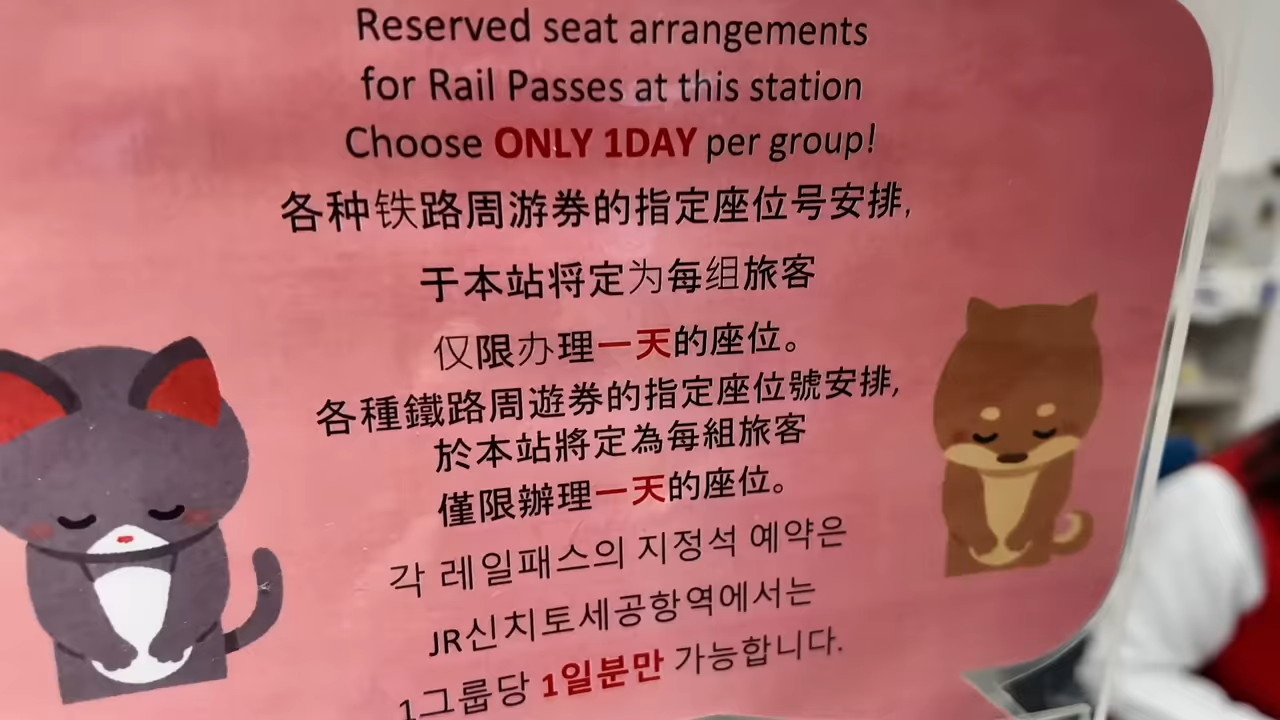 Reserved seat arrangements
for Rail Passes at this station
Choose ONLY 1DAY per group!
各种铁路周游券的指定座位号安排,
于本站将定为每组旅客
仅限办理一天的座位。
各種鐵路周遊券的指定座位號安排,
於本站將定為每組旅客
僅限辦理一天的座位。
각 레일패스의 지정석 예약은
JR신치토세공항역에서는
1그룹당 1일분만 가능합니다.